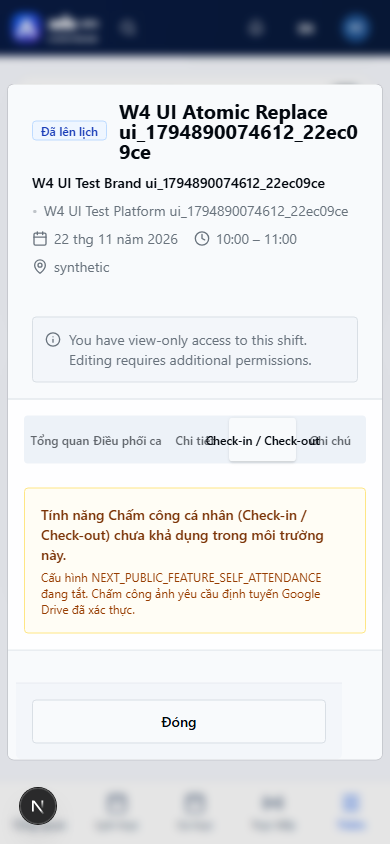 Đã lên lịch
W4 UI Atomic Replace
ui_1794890074612_22ec0
9ce
W4 UI Test Brand ui_1794890074612_22ec09ce
• W4 UI Test Platform ui_1794890074612_22ec09ce
22 thg 11 năm 2026 10:00 – 11:00
synthetic
You have view-only access to this shift.
Editing requires additional permissions.
Tổng quan Điều phối ca Chi Check-in / Check-out chú
Tính năng Chấm công cá nhân (Check-in /
Check-out) chưa khả dụng trong môi trường
này.
Cấu hình NEXT_PUBLIC_FEATURE_SELF_ATTENDANCE
đang tắt. Chấm công ảnh yêu cầu định tuyến Google
Drive đã xác thực.
Đóng
N